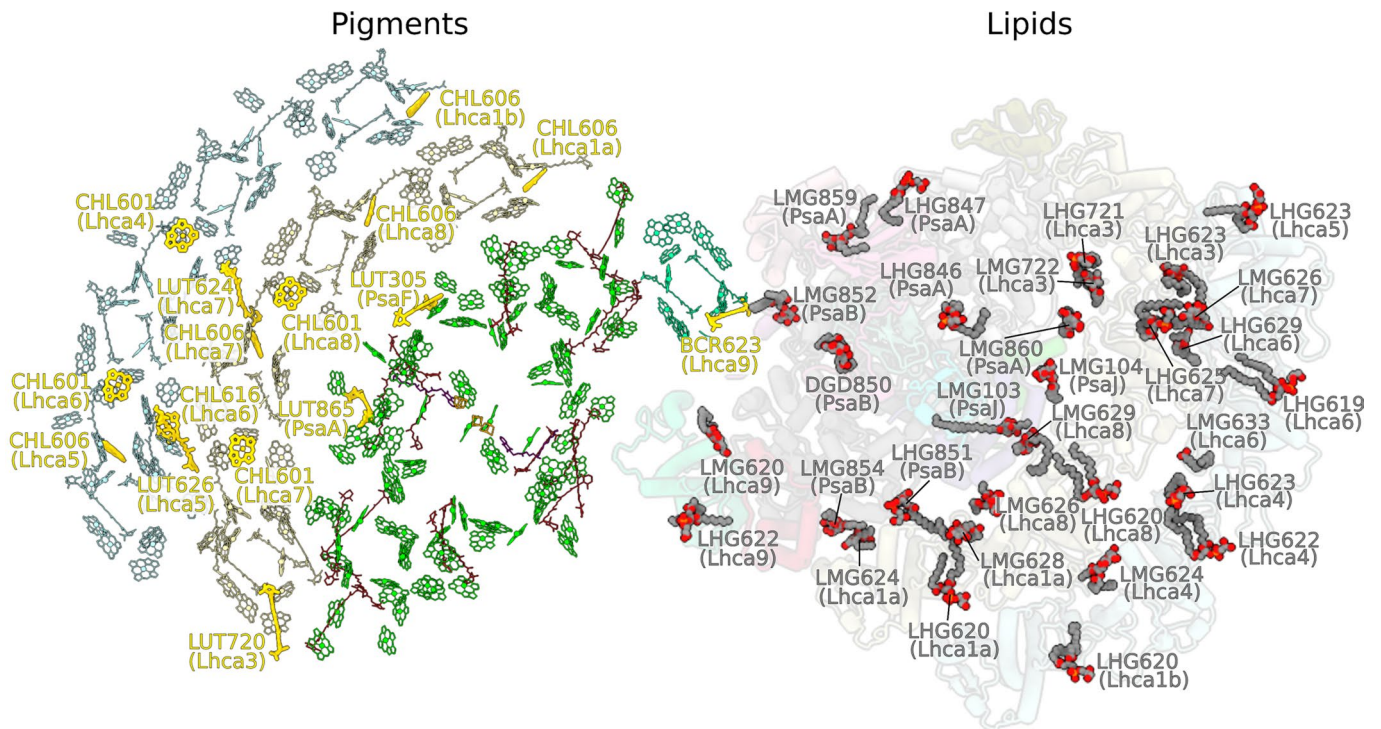 Pigments
CHL606
(Lhca1b)
CHL606
(Lhca1a)
CHL601
(Lhca4)
CHL606
(Lhca8)
LUT624
(Lhca7)
LUT305
(PsaF)
CHL606
(Lhca7)
CHL601
(Lhca8)
BCR623
(Lhca9)
CHL601
(Lhca6)
CHL616
(Lhca6)
LUT865
(PsaA)
CHL606
(Lhca5)
LUT626
(Lhca5)
CHL601
(Lhca7)
LUT720
(Lhca3)
Lipids
LMG859
(PsaA)
LHG847
(PsaA)
LHG721
(Lhca3)
LHG623
(Lhca3)
LHG623
(Lhca5)
LHG846
(PsaA)
LMG722
(Lhca3)
LMG626
(Lhca7)
LMG852
(PsaB)
LHG629
(Lhca6)
LMG860
(PsaA)
LMG104
(PsaJ)
LHG625
(Lhca7)
DGD850
(PsaB)
LMG103
(PsaJ)
LHG619
(Lhca6)
LMG629
(Lhca8)
LMG633
(Lhca6)
LMG620
(Lhca9)
LMG854
(PsaB)
LHG851
(PsaB)
LHG623
(Lhca4)
LMG626
(Lhca8)
LHG620
(Lhca8)
LHG622
(Lhca9)
LHG622
(Lhca4)
LMG624
(Lhca1a)
LMG628
(Lhca1a)
LMG624
(Lhca4)
LHG620
(Lhca1a)
LHG620
(Lhca1b)